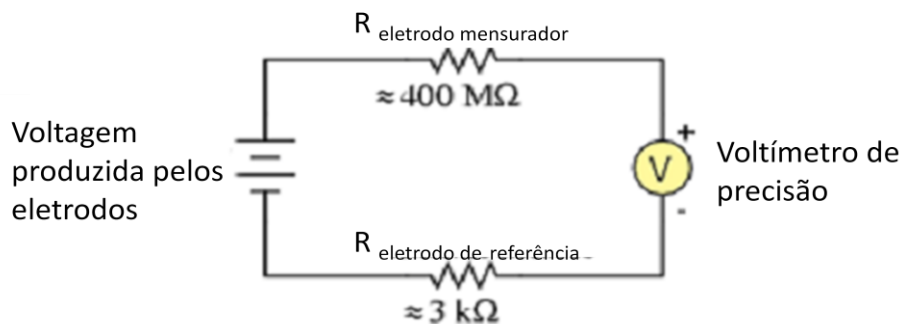 R eletrodo mensurador
≈ 400 MΩ
Voltagem
produzida pelos
eletrodos
+
V
-
Voltímetro de
precisão
R eletrodo de referência
≈ 3 kΩ